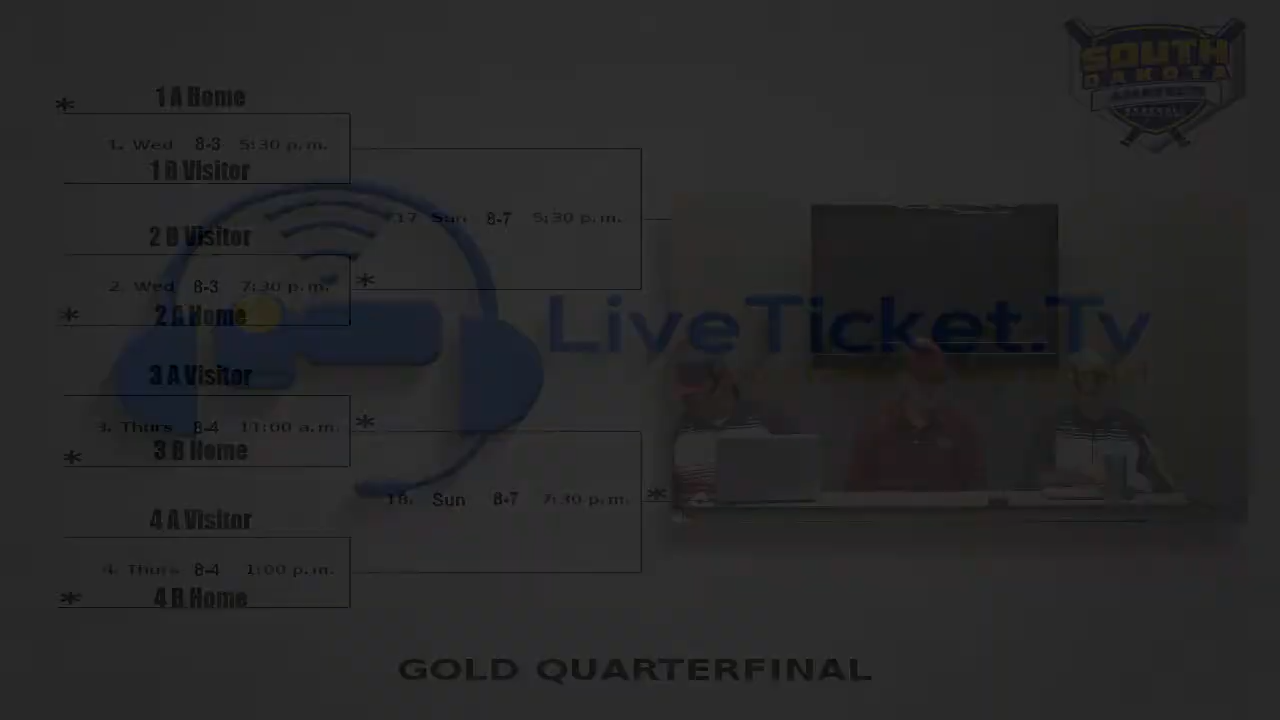 SOUTH
DAKOTA
* 1 A Home
1. Wed 8-3 5:30 p.m.
1 B Visitor
17 Sun 8-7 5:30 p.m.
2 B Visitor
2. Wed 8-3 7:30 p.m. *
* 2 A Home
LiveTicket.Tv
3 A Visitor
3. Thurs 8-4 11:00 a.m. *
* 3 B Home
18. Sun 8-7 7:30 p.m. *
4 A Visitor
4. Thurs 8-4 1:00 p.m.
* 4 B Home
GOLD QUARTERFINAL